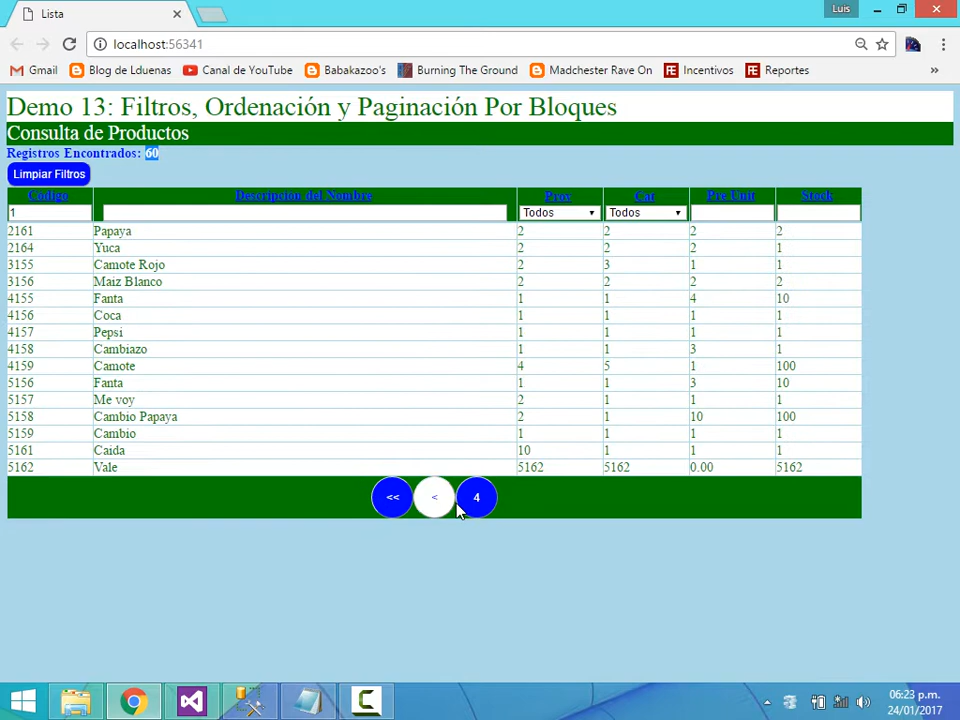 Lista
Luis
localhost:56341
Gmail Blog de Lduenas Canal de YouTube Babakazoo's Burning The Ground Madchester Rave On Incentivos Reportes »
Demo 13: Filtros, Ordenación y Paginación Por Bloques
Consulta de Productos
Registros Encontrados: 60
Limpiar Filtros
Codigo Descripcion del Nombre Prov Cat Pre Unit Stock
1 Todos Todos
2161 Papaya 2 2 2 2
2164 Yuca 2 2 2 1
3155 Camote Rojo 2 3 1 1
3156 Maiz Blanco 2 2 2 2
4155 Fanta 1 1 4 10
4156 Coca 1 1 1 1
4157 Pepsi 1 1 1 1
4158 Cambiazo 1 1 3 1
4159 Camote 4 5 1 100
5156 Fanta 1 1 3 10
5157 Me voy 2 1 1 1
5158 Cambio Papaya 2 1 10 100
5159 Cambio 1 1 1 1
5161 Caida 10 1 1 1
5162 Vale 5162 5162 0.00 5162
<< < 4
06:23 p.m.
24/01/2017